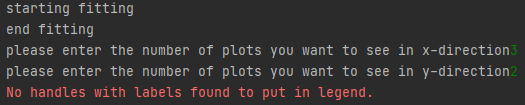 starting fitting
end fitting
please enter the number of plots you want to see in x-direction3
please enter the number of plots you want to see in y-direction2
No handles with labels found to put in legend.